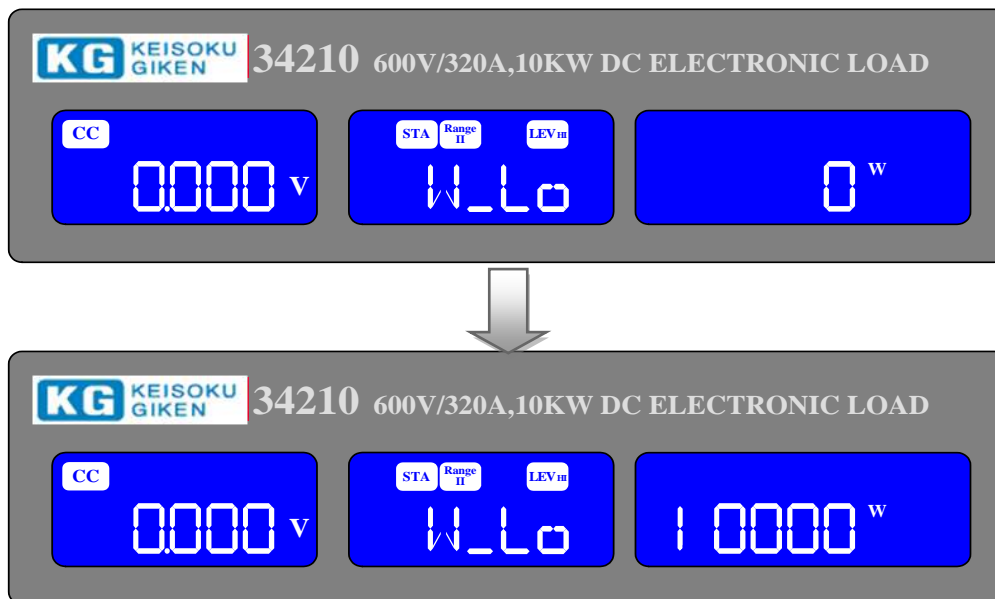 KG KEISOKU GIKEN 34210 600V/320A,10KW DC ELECTRONIC LOAD
CC STA Range II LEV HI
0.000 V W_Lo 0 W
KG KEISOKU GIKEN 34210 600V/320A,10KW DC ELECTRONIC LOAD
CC STA Range II LEV HI
0.000 V W_Lo 10000 W